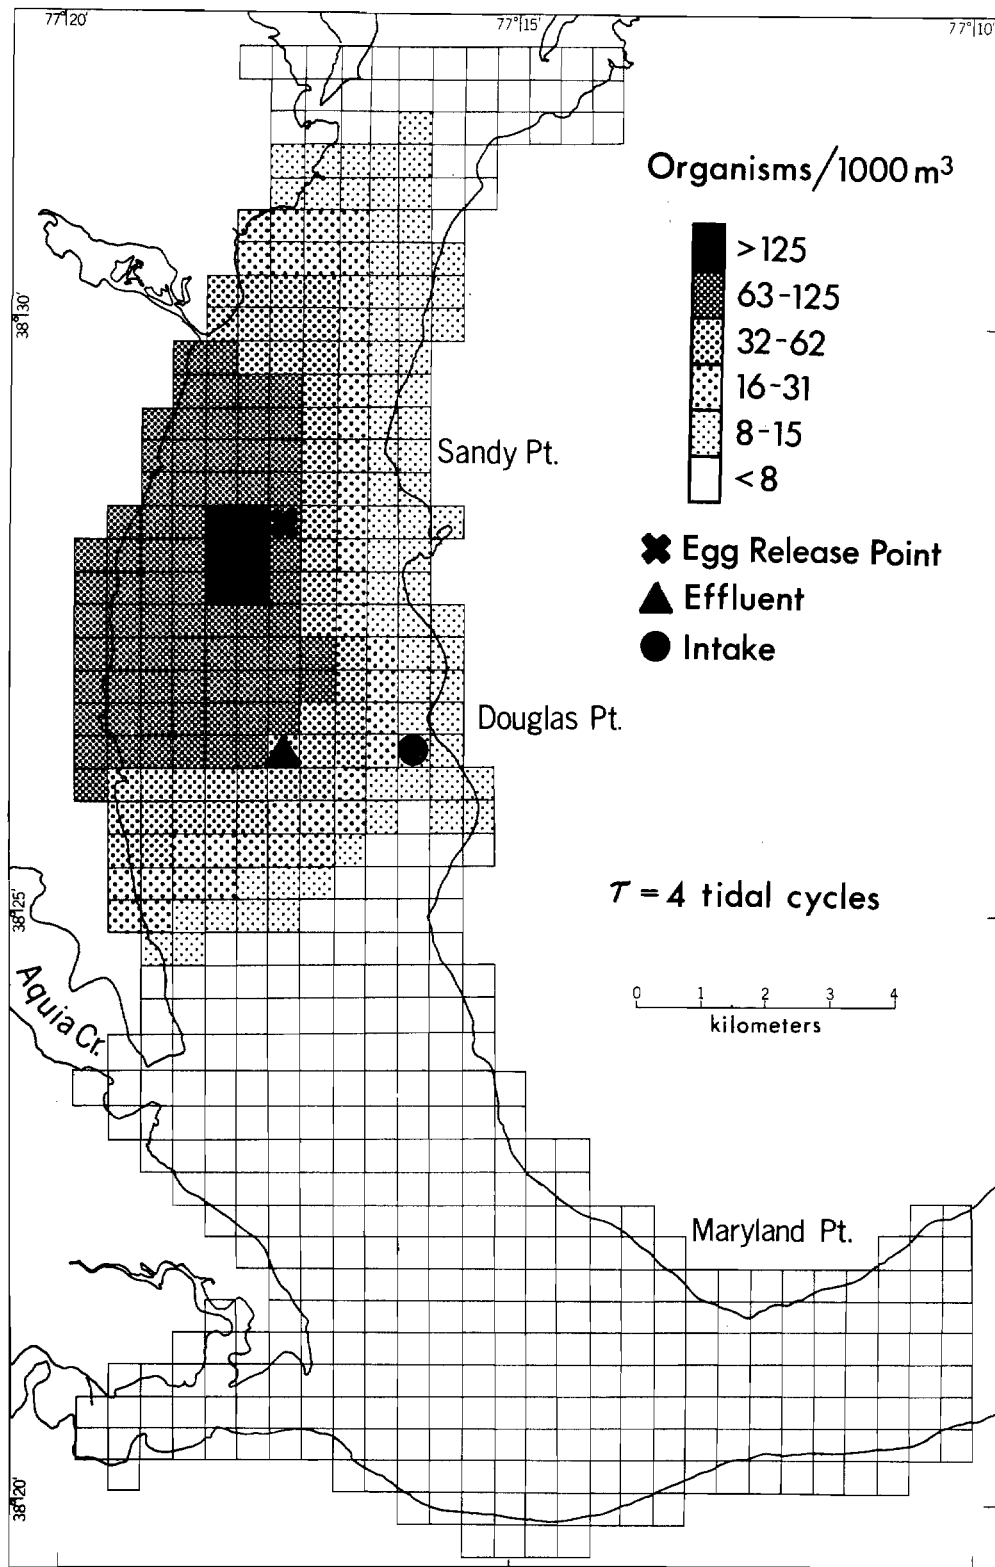 77°20'
77°15'
77°10'
Organisms/1000 m³
>125
63-125
32-62
16-31
8-15
<8
38°30'
Sandy Pt.
Egg Release Point
Effluent
Intake
Douglas Pt.
38°25'
τ = 4 tidal cycles
Aquia Cr.
0 1 2 3 4
kilometers
Maryland Pt.
38°20'